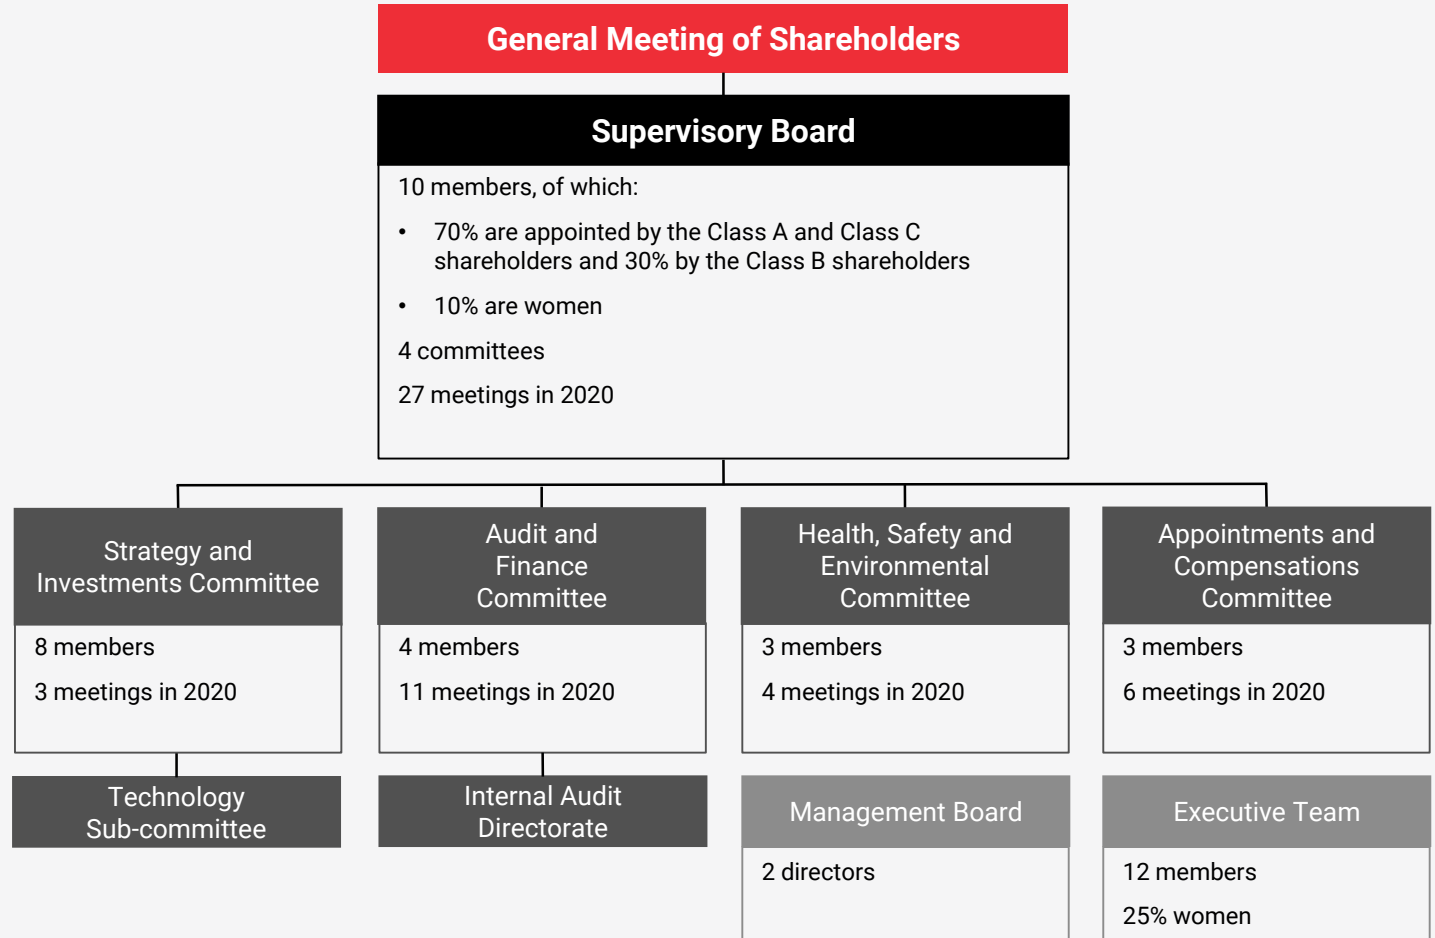 General Meeting of Shareholders
Supervisory Board
10 members, of which:
• 70% are appointed by the Class A and Class C
shareholders and 30% by the Class B shareholders
• 10% are women
4 committees
27 meetings in 2020
Strategy and
Investments Committee
8 members
3 meetings in 2020
Technology
Sub-committee
Audit and
Finance
Committee
4 members
11 meetings in 2020
Internal Audit
Directorate
Health, Safety and
Environmental
Committee
3 members
4 meetings in 2020
Management Board
2 directors
Appointments and
Compensations
Committee
3 members
6 meetings in 2020
Executive Team
12 members
25% women